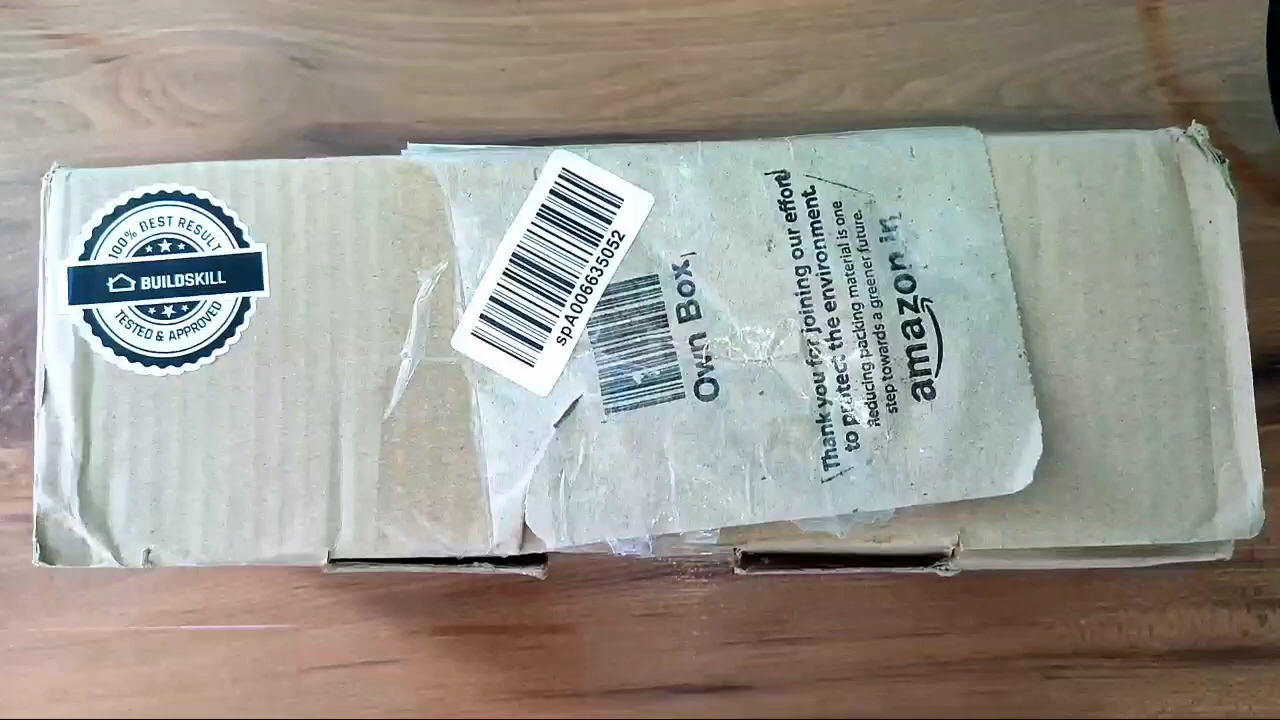 100% BEST RESULT
BUILDSKILL
TESTED & APPROVED
spA006635052
Own Box
Thank you for joining our effort
to protect the environment.
Reducing packing material is one
step towards a greener future.
amazon.in